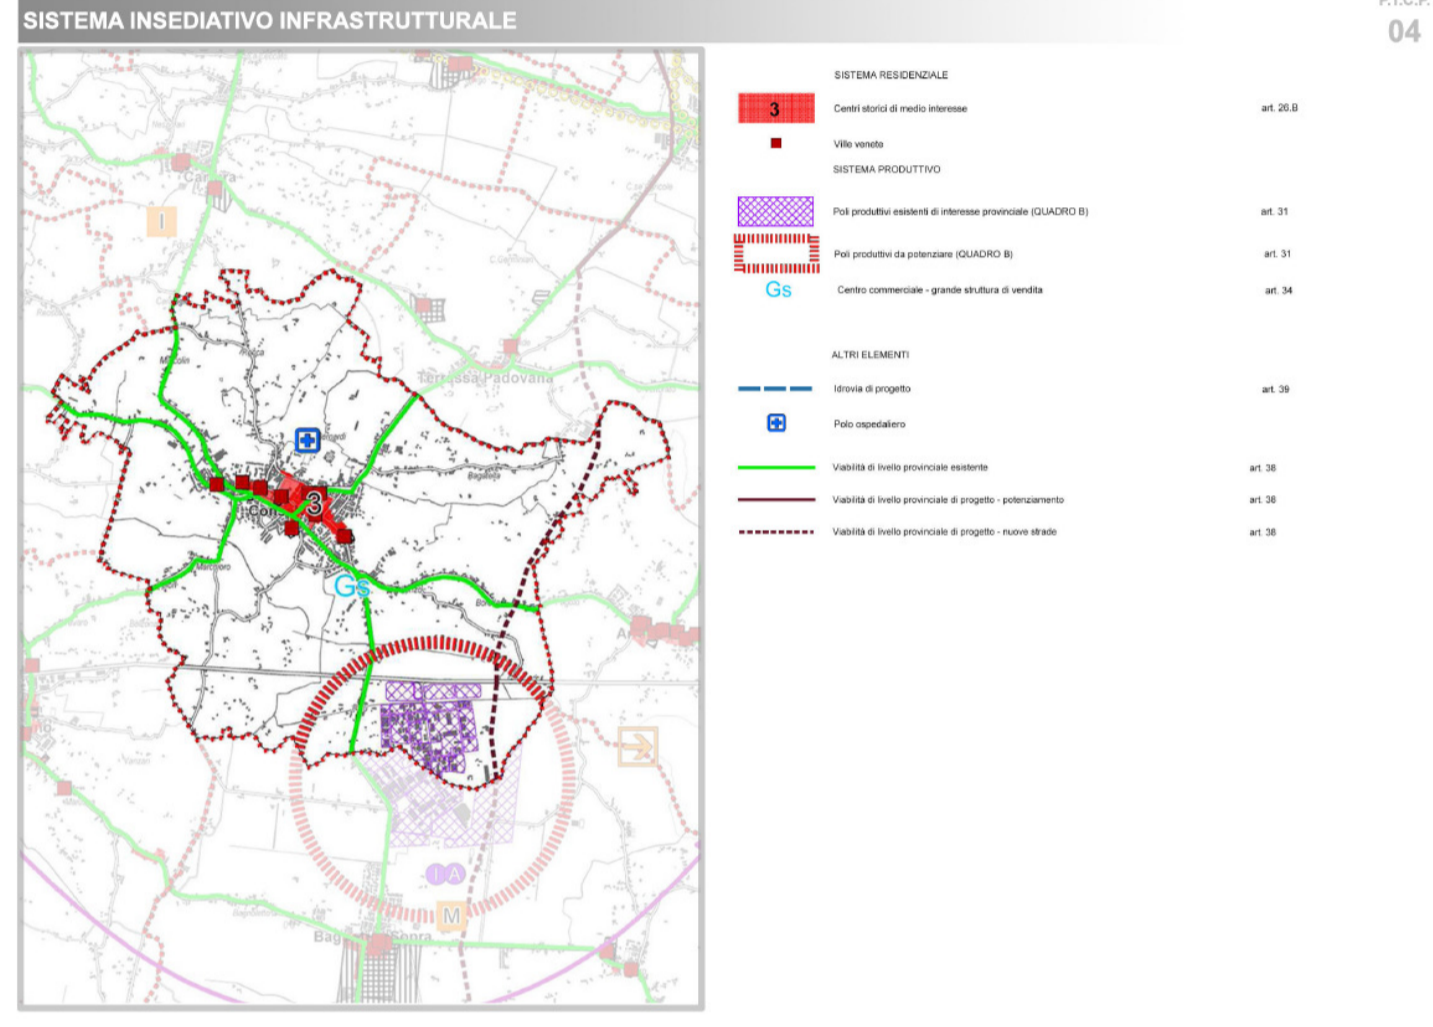 SISTEMA INSEDIATIVO INFRASTRUTTURALE
P.T.C.P.
04
SISTEMA RESIDENZIALE
3 Centri storici di medio interesse art. 26.B
Ville venete
SISTEMA PRODUTTIVO
Poli produttivi esistenti di interesse provinciale (QUADRO B) art. 31
Poli produttivi da potenziare (QUADRO B) art. 31
Gs Centro commerciale - grande struttura di vendita art. 34
ALTRI ELEMENTI
Idrovia di progetto art. 39
Polo ospedaliero
Viabilità di livello provinciale esistente art. 38
Viabilità di livello provinciale di progetto - potenziamento art. 38
Viabilità di livello provinciale di progetto - nuove strade art. 38
I
Terrassa Padovana
3
Cons
Gs
I A
M
Sopra